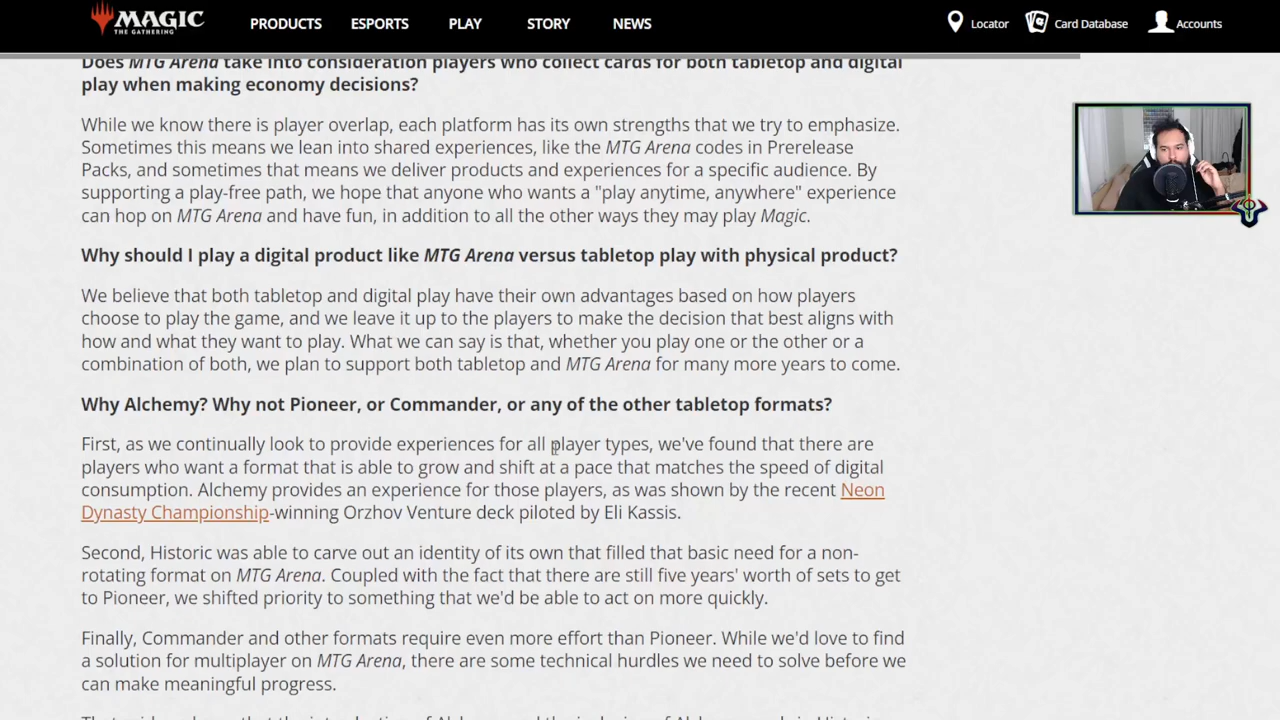 MAGIC
THE GATHERING
PRODUCTS ESPORTS PLAY STORY NEWS
Locator Card Database Accounts
Does MTG Arena take into consideration players who collect cards for both tabletop and digital
play when making economy decisions?
While we know there is player overlap, each platform has its own strengths that we try to emphasize.
Sometimes this means we lean into shared experiences, like the MTG Arena codes in Prerelease
Packs, and sometimes that means we deliver products and experiences for a specific audience. By
supporting a play-free path, we hope that anyone who wants a "play anytime, anywhere" experience
can hop on MTG Arena and have fun, in addition to all the other ways they may play Magic.
Why should I play a digital product like MTG Arena versus tabletop play with physical product?
We believe that both tabletop and digital play have their own advantages based on how players
choose to play the game, and we leave it up to the players to make the decision that best aligns with
how and what they want to play. What we can say is that, whether you play one or the other or a
combination of both, we plan to support both tabletop and MTG Arena for many more years to come.
Why Alchemy? Why not Pioneer, or Commander, or any of the other tabletop formats?
First, as we continually look to provide experiences for all player types, we've found that there are
players who want a format that is able to grow and shift at a pace that matches the speed of digital
consumption. Alchemy provides an experience for those players, as was shown by the recent Neon
Dynasty Championship-winning Orzhov Venture deck piloted by Eli Kassis.
Second, Historic was able to carve out an identity of its own that filled that basic need for a non-
rotating format on MTG Arena. Coupled with the fact that there are still five years' worth of sets to get
to Pioneer, we shifted priority to something that we'd be able to act on more quickly.
Finally, Commander and other formats require even more effort than Pioneer. While we'd love to find
a solution for multiplayer on MTG Arena, there are some technical hurdles we need to solve before we
can make meaningful progress.